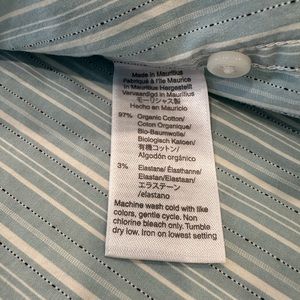 Made in Mauritius
Fabriqué à l'île Maurice
In Mauritius Hergestellt
Vervaardigd in Mauritius
モーリシャス製
Hecho en Mauricio
97% Organic Cotton/
Coton Organique/
Bio-Baumwolle/
Biologisch Katoen/
有機コットン/
Algodón orgánico
3% Elastane/ Élasthanne/
Elastan/Elastaan/
エラステーン
/elastano
Machine wash cold with like
colors, gentle cycle. Non
chlorine bleach only. Tumble
dry low. Iron on lowest setting